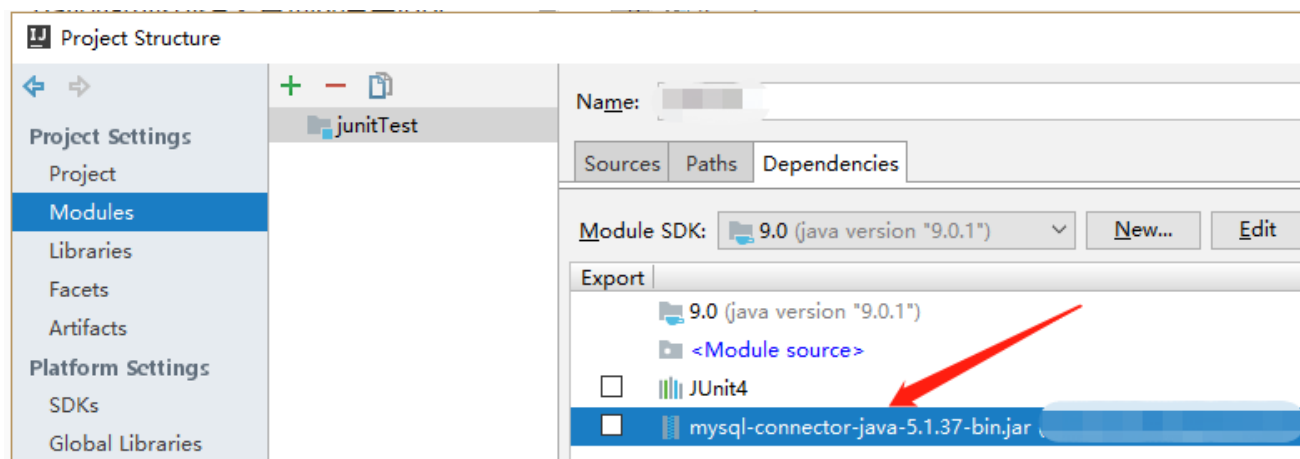 IJ Project Structure
Project Settings
Project
Modules
Libraries
Facets
Artifacts
Platform Settings
SDKs
Global Libraries
junitTest
Name:
Sources Paths Dependencies
Module SDK: 9.0 (java version "9.0.1") New... Edit
Export
9.0 (java version "9.0.1")
<Module source>
JUnit4
mysql-connector-java-5.1.37-bin.jar (